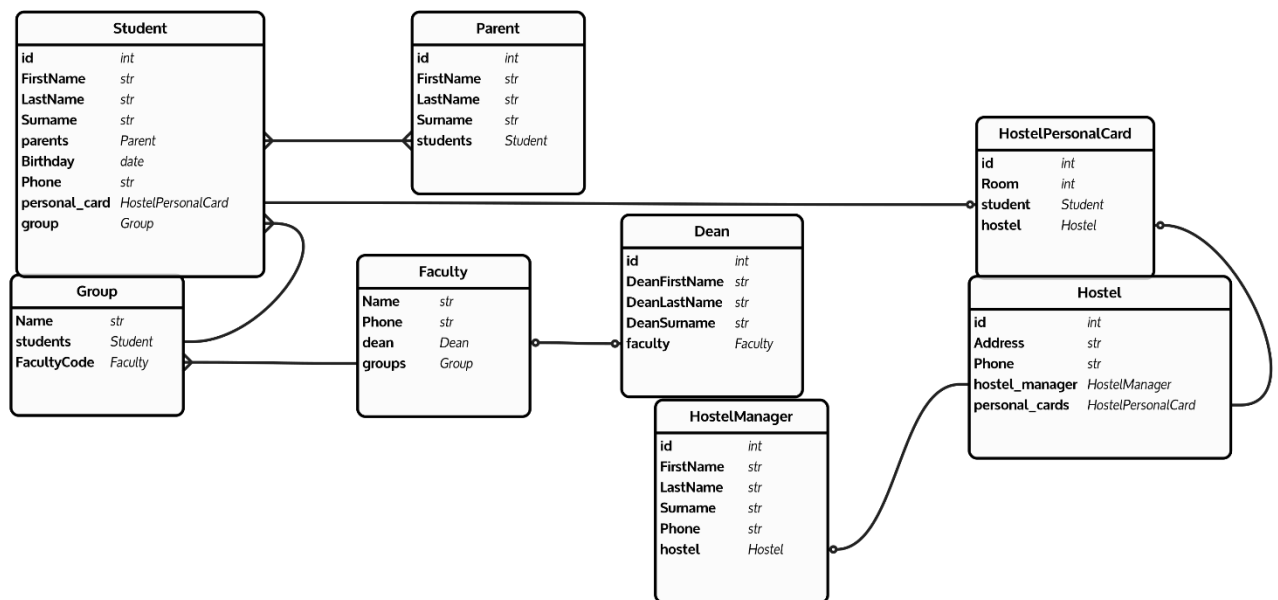 Student
id int
FirstName str
LastName str
Surname str
parents Parent
Birthday date
Phone str
personal_card HostelPersonalCard
group Group
Parent
id int
FirstName str
LastName str
Surname str
students Student
HostelPersonalCard
id int
Room int
student Student
hostel Hostel
Dean
id int
DeanFirstName str
DeanLastName str
DeanSurname str
faculty Faculty
Faculty
Name str
Phone str
dean Dean
groups Group
Group
Name str
students Student
FacultyCode Faculty
Hostel
id int
Address str
Phone str
hostel_manager HostelManager
personal_cards HostelPersonalCard
HostelManager
id int
FirstName str
LastName str
Surname str
Phone str
hostel Hostel